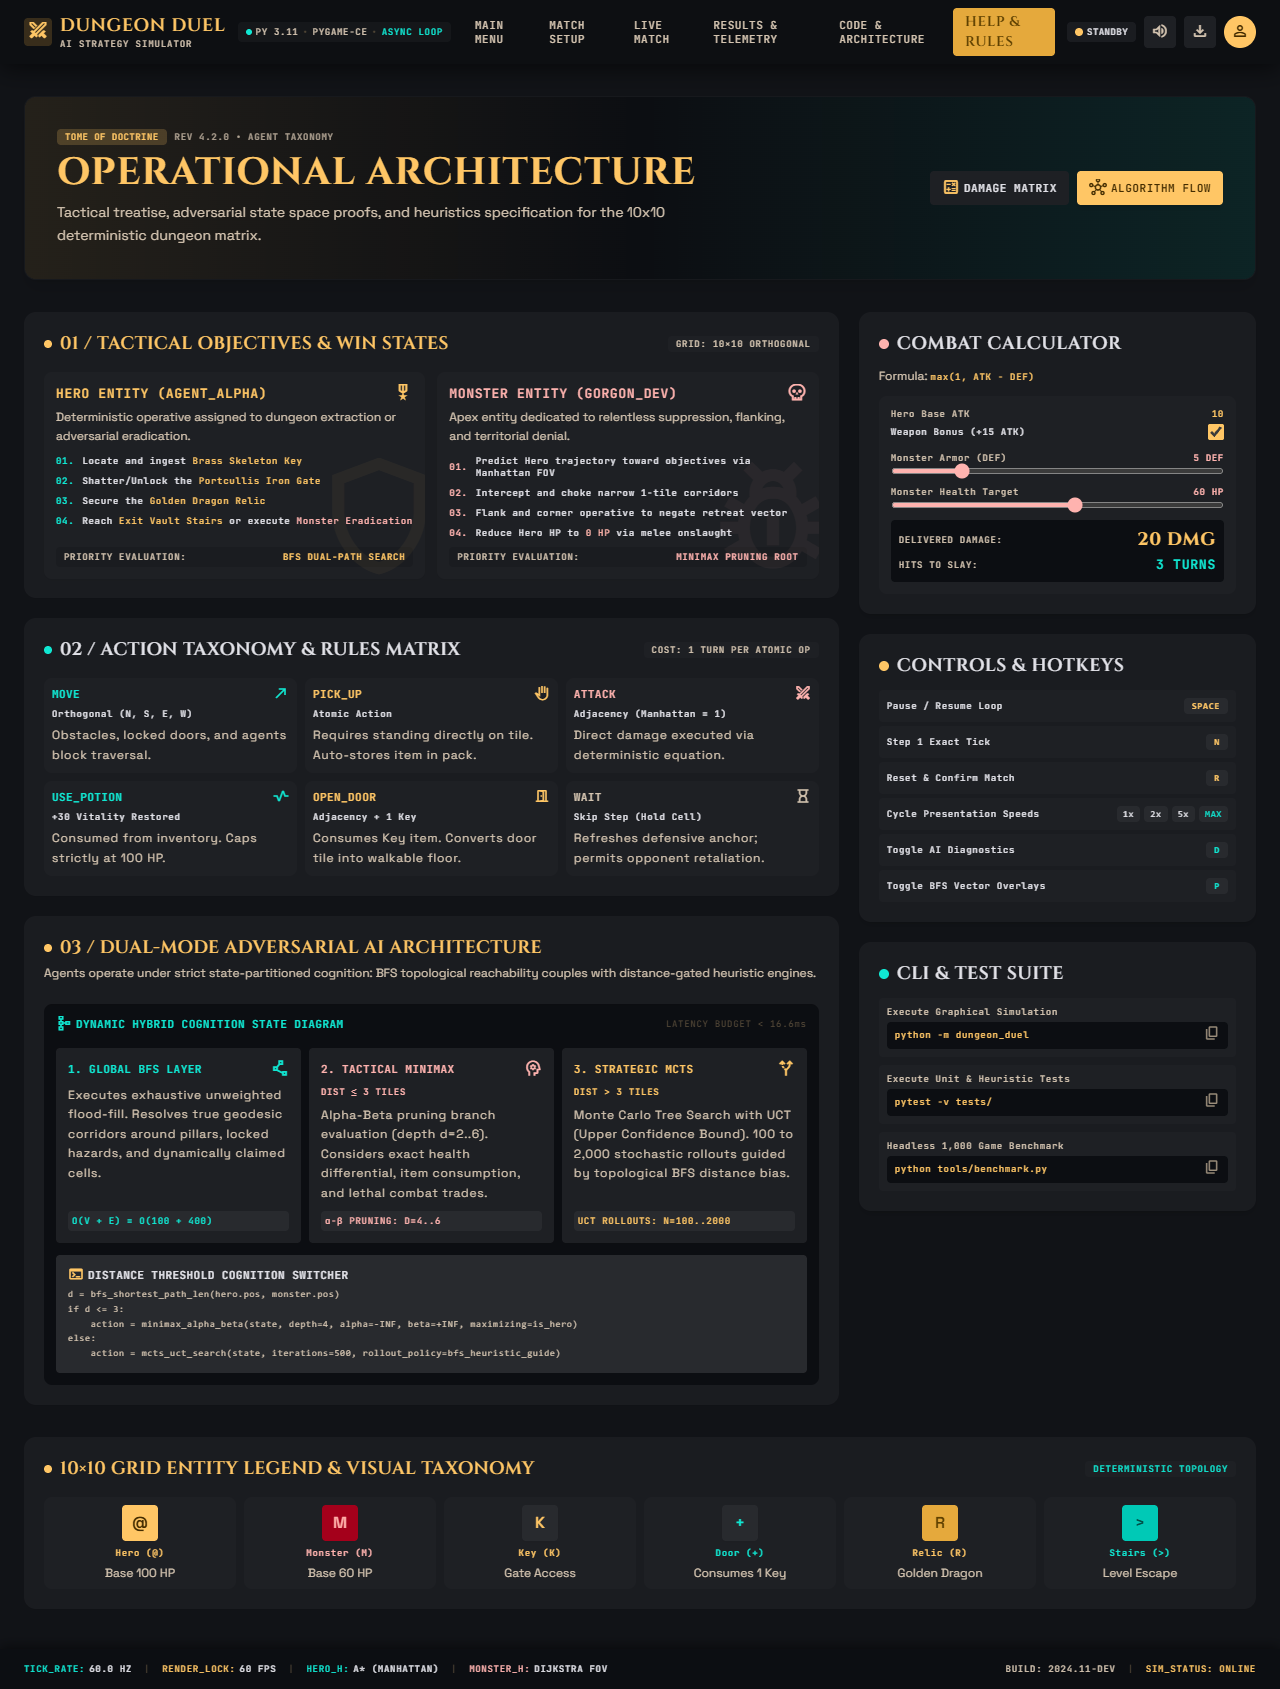 DUNGEON DUEL
AI STRATEGY SIMULATOR
PY 3.11 · PYGAME-CE · ASYNC LOOP
MAIN MENU
MATCH SETUP
LIVE MATCH
RESULTS & TELEMETRY
CODE & ARCHITECTURE
HELP & RULES
STANDBY
TOME OF DOCTRINE REV 4.2.0 • AGENT TAXONOMY
OPERATIONAL ARCHITECTURE
Tactical treatise, adversarial state space proofs, and heuristics specification for the 10x10
deterministic dungeon matrix.
DAMAGE MATRIX
ALGORITHM FLOW
01 / TACTICAL OBJECTIVES & WIN STATES
GRID: 10×10 ORTHOGONAL
HERO ENTITY (AGENT_ALPHA)
Deterministic operative assigned to dungeon extraction or
adversarial eradication.
01. Locate and ingest Brass Skeleton Key
02. Shatter/Unlock the Portcullis Iron Gate
03. Secure the Golden Dragon Relic
04. Reach Exit Vault Stairs or execute Monster Eradication
PRIORITY EVALUATION: BFS DUAL-PATH SEARCH
MONSTER ENTITY (GORGON_DEV)
Apex entity dedicated to relentless suppression, flanking,
and territorial denial.
01. Predict Hero trajectory toward objectives via
Manhattan FOV
02. Intercept and choke narrow 1-tile corridors
03. Flank and corner operative to negate retreat vector
04. Reduce Hero HP to 0 HP via melee onslaught
PRIORITY EVALUATION: MINIMAX PRUNING ROOT
COMBAT CALCULATOR
Formula: max(1, ATK - DEF)
Hero Base ATK 10
Weapon Bonus (+15 ATK)
Monster Armor (DEF) 5 DEF
Monster Health Target 60 HP
DELIVERED DAMAGE: 20 DMG
HITS TO SLAY: 3 TURNS
02 / ACTION TAXONOMY & RULES MATRIX
COST: 1 TURN PER ATOMIC OP
MOVE
Orthogonal (N, S, E, W)
Obstacles, locked doors, and agents
block traversal.
PICK_UP
Atomic Action
Requires standing directly on tile.
Auto-stores item in pack.
ATTACK
Adjacency (Manhattan = 1)
Direct damage executed via
deterministic equation.
USE_POTION
+30 Vitality Restored
Consumed from inventory. Caps
strictly at 100 HP.
OPEN_DOOR
Adjacency + 1 Key
Consumes Key item. Converts door
tile into walkable floor.
WAIT
Skip Step (Hold Cell)
Refreshes defensive anchor;
permits opponent retaliation.
CONTROLS & HOTKEYS
Pause / Resume Loop SPACE
Step 1 Exact Tick N
Reset & Confirm Match R
Cycle Presentation Speeds 1x 2x 5x MAX
Toggle AI Diagnostics D
Toggle BFS Vector Overlays P
03 / DUAL-MODE ADVERSARIAL AI ARCHITECTURE
Agents operate under strict state-partitioned cognition: BFS topological reachability couples with distance-gated heuristic engines.
DYNAMIC HYBRID COGNITION STATE DIAGRAM
LATENCY BUDGET < 16.6ms
1. GLOBAL BFS LAYER
Executes exhaustive unweighted
flood-fill. Resolves true geodesic
corridors around pillars, locked
hazards, and dynamically claimed
cells.
O(V + E) = O(100 + 400)
2. TACTICAL MINIMAX
DIST ≤ 3 TILES
Alpha-Beta pruning branch
evaluation (depth d=2..6).
Considers exact health
differential, item consumption,
and lethal combat trades.
α-β PRUNING: D=4..6
3. STRATEGIC MCTS
DIST > 3 TILES
Monte Carlo Tree Search with UCT
(Upper Confidence Bound). 100 to
2,000 stochastic rollouts guided
by topological BFS distance bias.
UCT ROLLOUTS: N=100..2000
DISTANCE THRESHOLD COGNITION SWITCHER
d = bfs_shortest_path_len(hero.pos, monster.pos)
if d <= 3:
    action = minimax_alpha_beta(state, depth=4, alpha=-INF, beta=+INF, maximizing=is_hero)
else:
    action = mcts_uct_search(state, iterations=500, rollout_policy=bfs_heuristic_guide)
CLI & TEST SUITE
Execute Graphical Simulation
python -m dungeon_duel
Execute Unit & Heuristic Tests
pytest -v tests/
Headless 1,000 Game Benchmark
python tools/benchmark.py
10×10 GRID ENTITY LEGEND & VISUAL TAXONOMY
DETERMINISTIC TOPOLOGY
@
Hero (@)
Base 100 HP
M
Monster (M)
Base 60 HP
K
Key (K)
Gate Access
+
Door (+)
Consumes 1 Key
R
Relic (R)
Golden Dragon
>
Stairs (>)
Level Escape
TICK_RATE: 60.0 HZ | RENDER_LOCK: 60 FPS | HERO_H: A* (MANHATTAN) | MONSTER_H: DIJKSTRA FOV
BUILD: 2024.11-DEV | SIM_STATUS: ONLINE